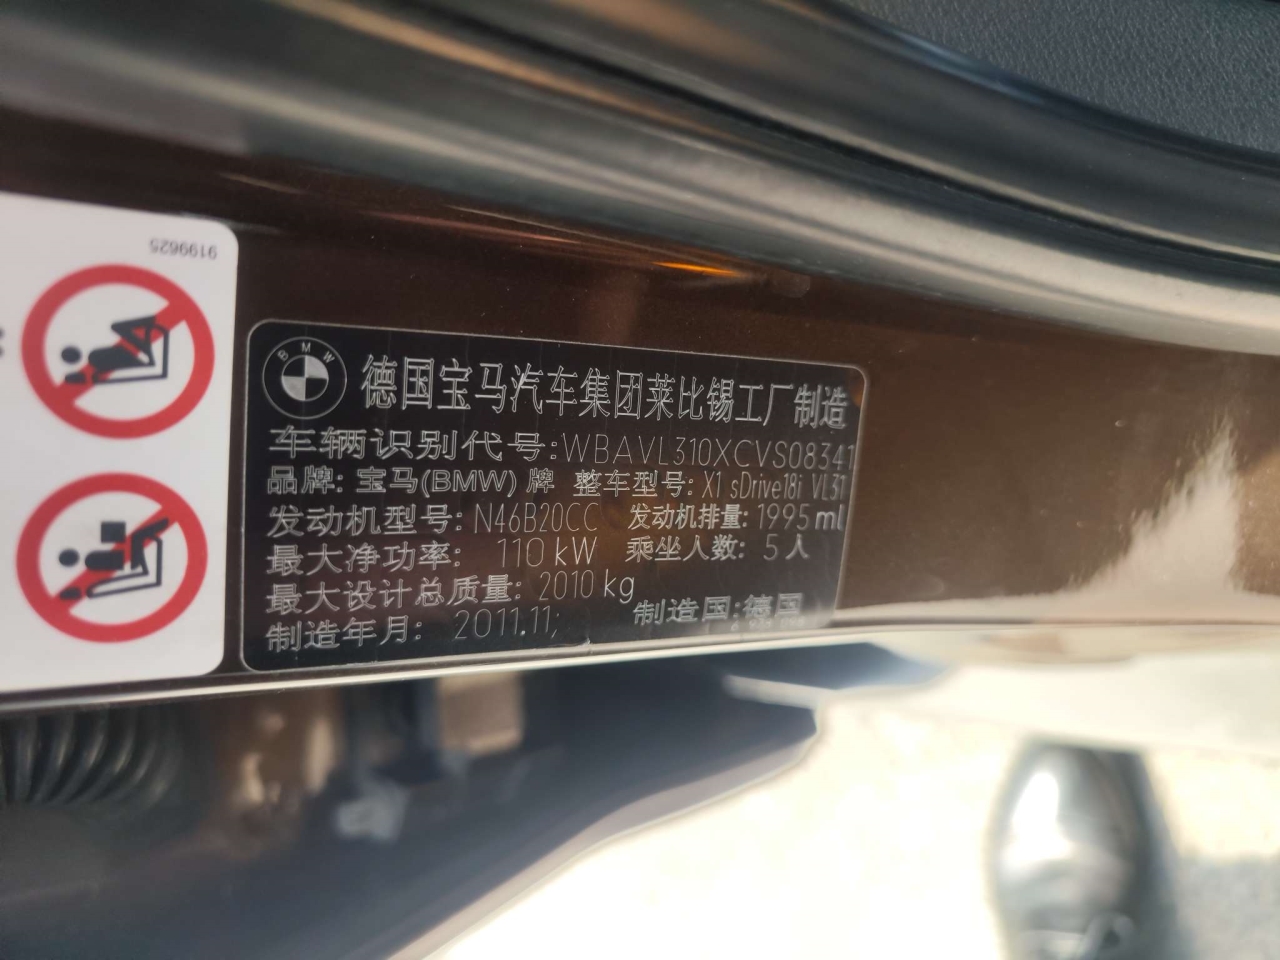 9199625
BMW
德国宝马汽车集团莱比锡工厂制造
车辆识别代号:WBAVL310XCVS08341
品牌: 宝马(BMW) 牌 整车型号: X1 sDrive18i VL31
发动机型号: N46B20CC 发动机排量: 1995 ml
最大净功率: 110 kW 乘坐人数: 5人
最大设计总质量: 2010 kg
制造年月: 2011.11; 制造国:德国